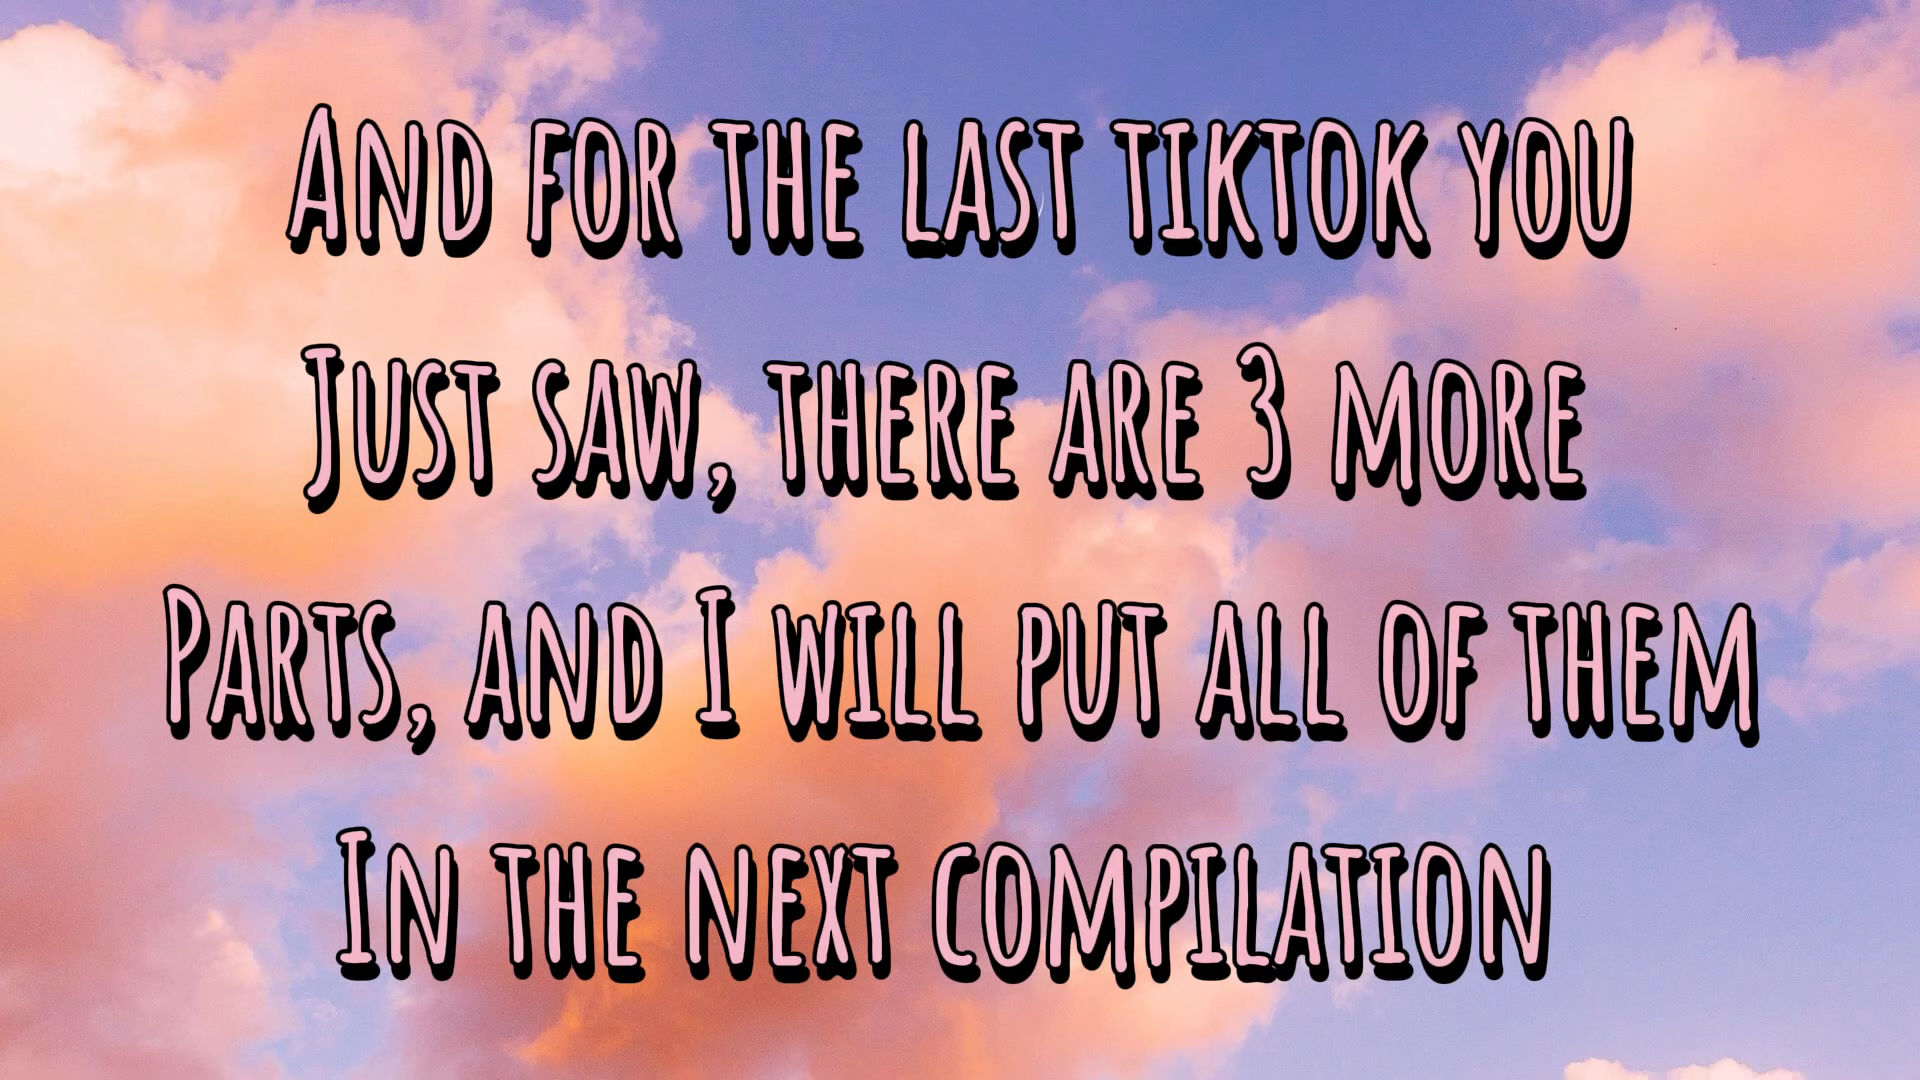 And for the last tiktok you
Just saw, there are 3 more
Parts, and I will put all of them
In the next compilation